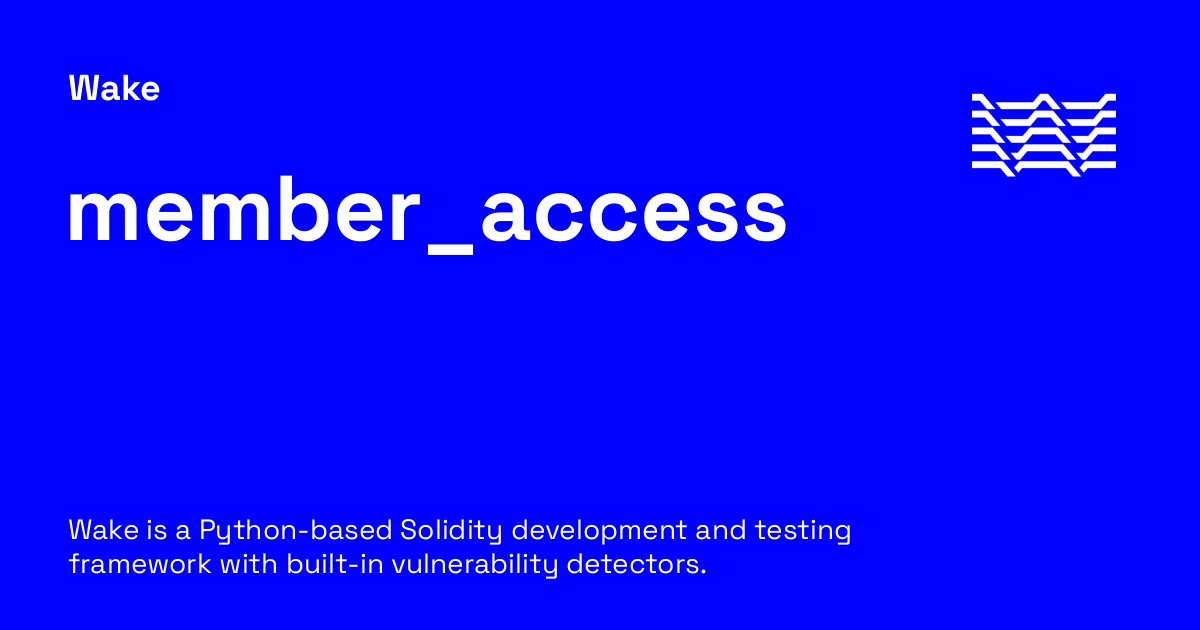 Wake
member_access
Wake is a Python-based Solidity development and testing
framework with built-in vulnerability detectors.